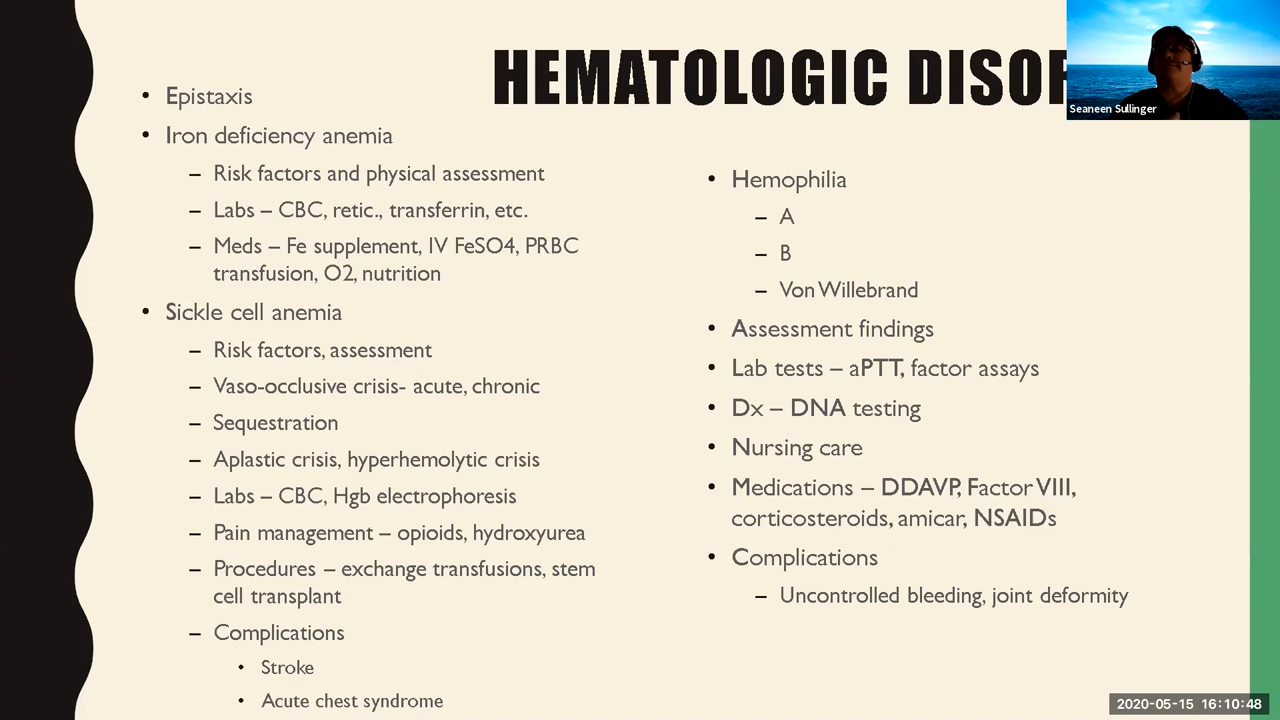 HEMATOLOGIC DISOR
Seaneen Sullinger
• Epistaxis
• Iron deficiency anemia
– Risk factors and physical assessment
– Labs – CBC, retic., transferrin, etc.
– Meds – Fe supplement, IV FeSO4, PRBC
transfusion, O2, nutrition
• Sickle cell anemia
– Risk factors, assessment
– Vaso-occlusive crisis- acute, chronic
– Sequestration
– Aplastic crisis, hyperhemolytic crisis
– Labs – CBC, Hgb electrophoresis
– Pain management – opioids, hydroxyurea
– Procedures – exchange transfusions, stem
cell transplant
– Complications
• Stroke
• Acute chest syndrome
• Hemophilia
– A
– B
– Von Willebrand
• Assessment findings
• Lab tests – aPTT, factor assays
• Dx – DNA testing
• Nursing care
• Medications – DDAVP, Factor VIII,
corticosteroids, amicar, NSAIDs
• Complications
– Uncontrolled bleeding, joint deformity
2020-05-15 16:10:48